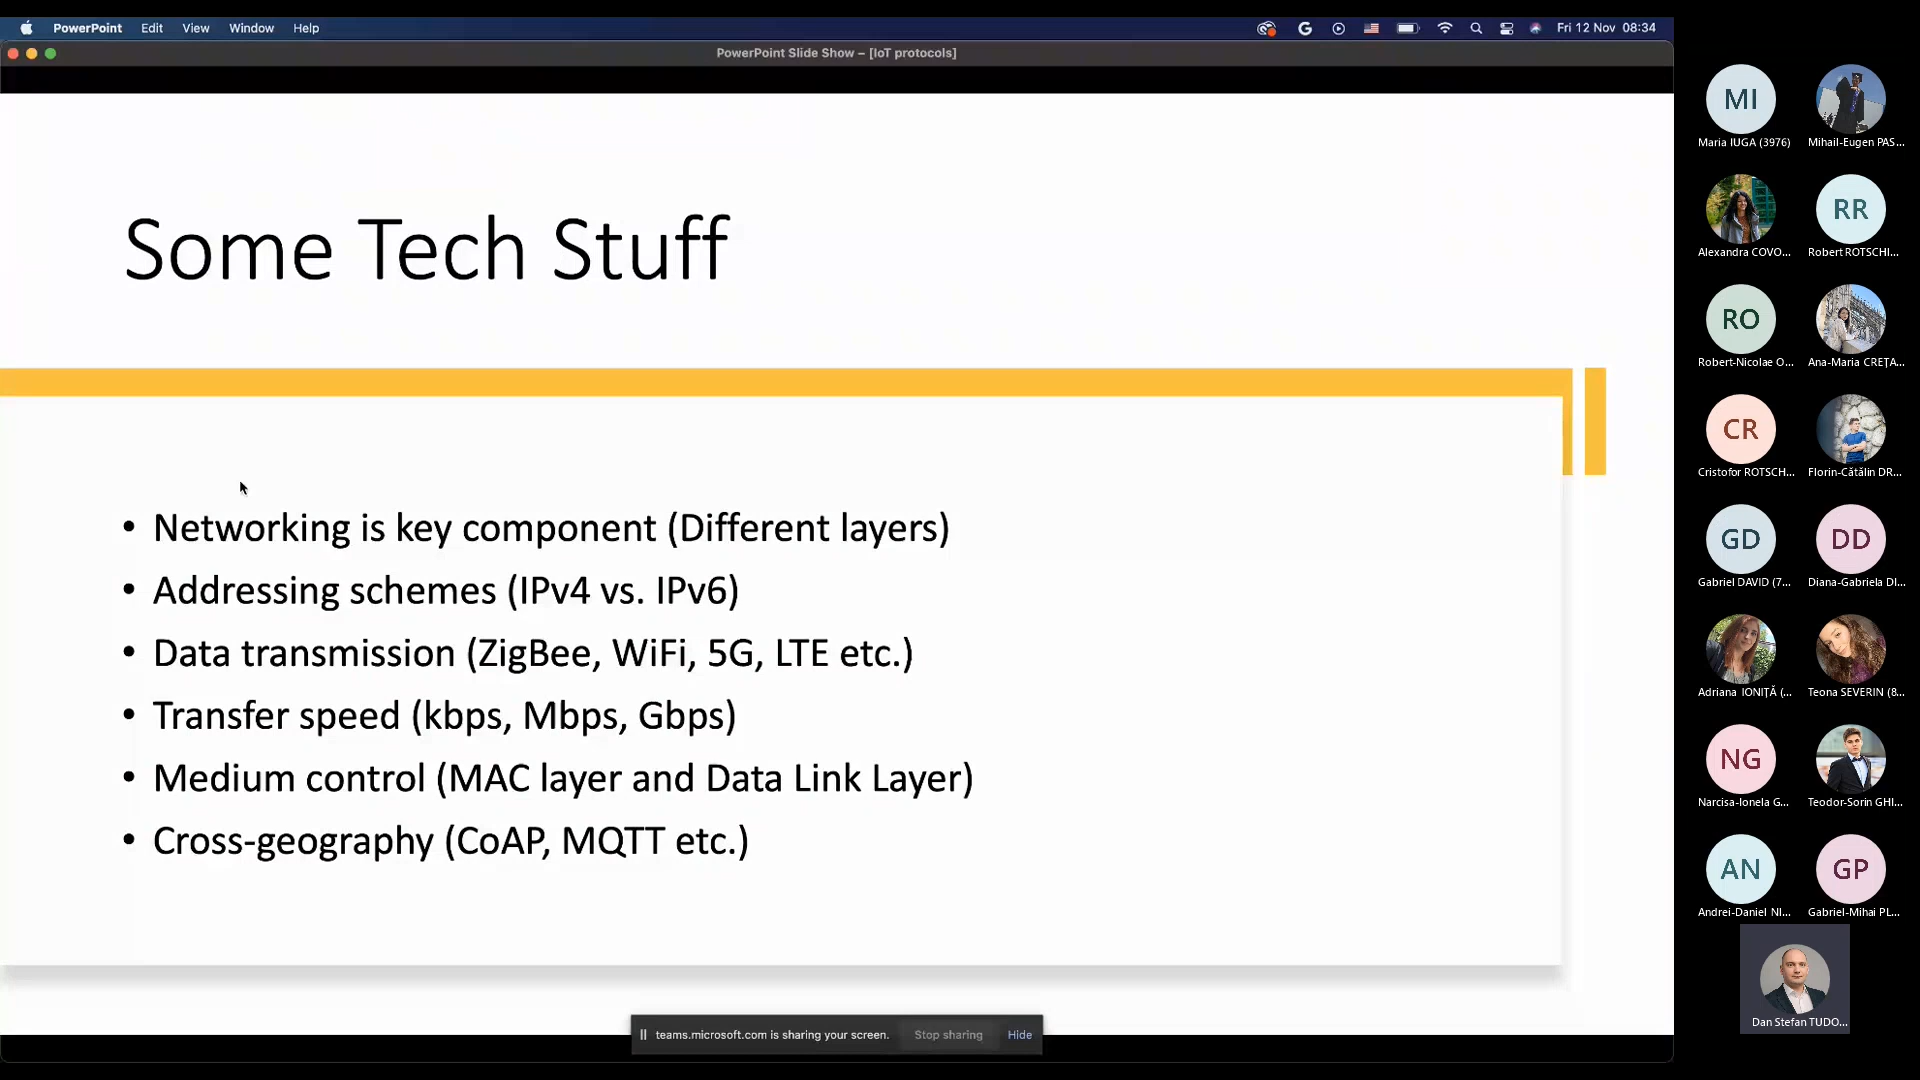 PowerPoint Edit View Window Help
Fri 12 Nov 08:34
PowerPoint Slide Show – [IoT protocols]
Some Tech Stuff
• Networking is key component (Different layers)
• Addressing schemes (IPv4 vs. IPv6)
• Data transmission (ZigBee, WiFi, 5G, LTE etc.)
• Transfer speed (kbps, Mbps, Gbps)
• Medium control (MAC layer and Data Link Layer)
• Cross-geography (CoAP, MQTT etc.)
teams.microsoft.com is sharing your screen. Stop sharing Hide
MI
Maria IUGA (3976) Mihail-Eugen PAS...
RR
Alexandra COVO... Robert ROTSCHI...
RO
Robert-Nicolae O... Ana-Maria CREȚA...
CR
Cristofor ROTSCH... Florin-Cătălin DR...
GD DD
Gabriel DAVID (7... Diana-Gabriela DI...
Adriana IONIȚĂ (... Teona SEVERIN (8...
NG
Narcisa-Ionela G... Teodor-Sorin GHI...
AN GP
Andrei-Daniel NI... Gabriel-Mihai PL...
Dan Stefan TUDO...